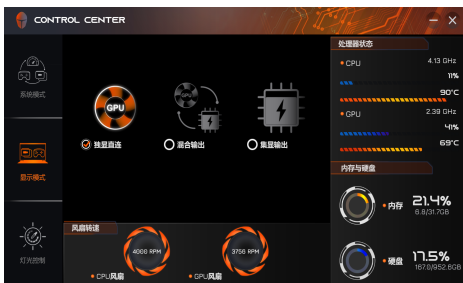 CONTROL CENTER
系统模式
显示模式
灯光控制
GPU
GPU
独显直连
混合输出
集显输出
风扇转速
4008 RPM
CPU风扇
3756 RPM
GPU风扇
处理器状态
CPU 4.13 GHz
11%
90°C
GPU 2.39 GHz
41%
69°C
内存与硬盘
内存 21.4%
6.8/31.7GB
硬盘 17.5%
167.0/952.8GB